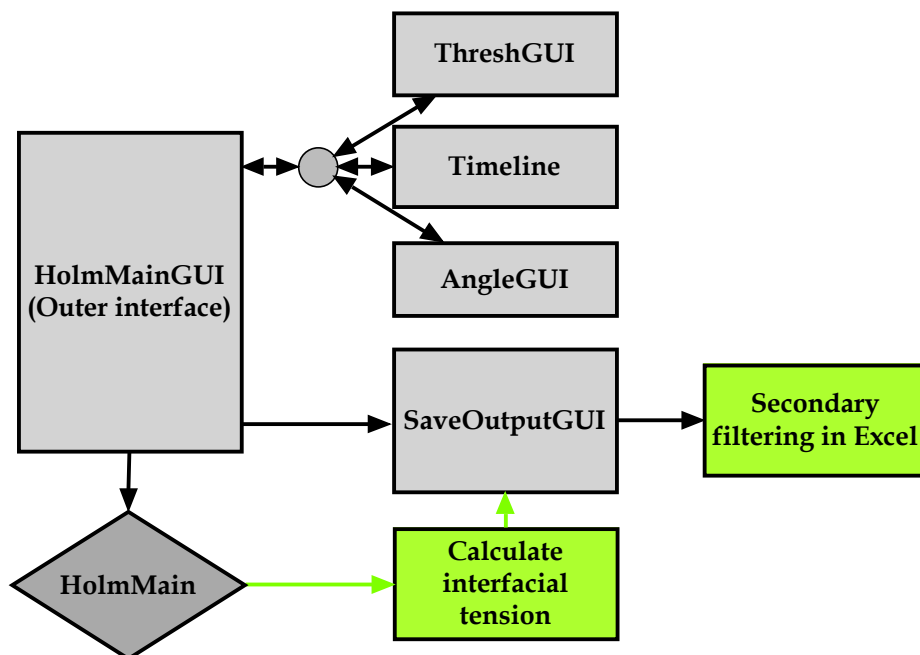 ThreshGUI
Timeline
AngleGUI
HolmMainGUI
(Outer interface)
SaveOutputGUI
Secondary
filtering in Excel
HolmMain
Calculate
interfacial
tension